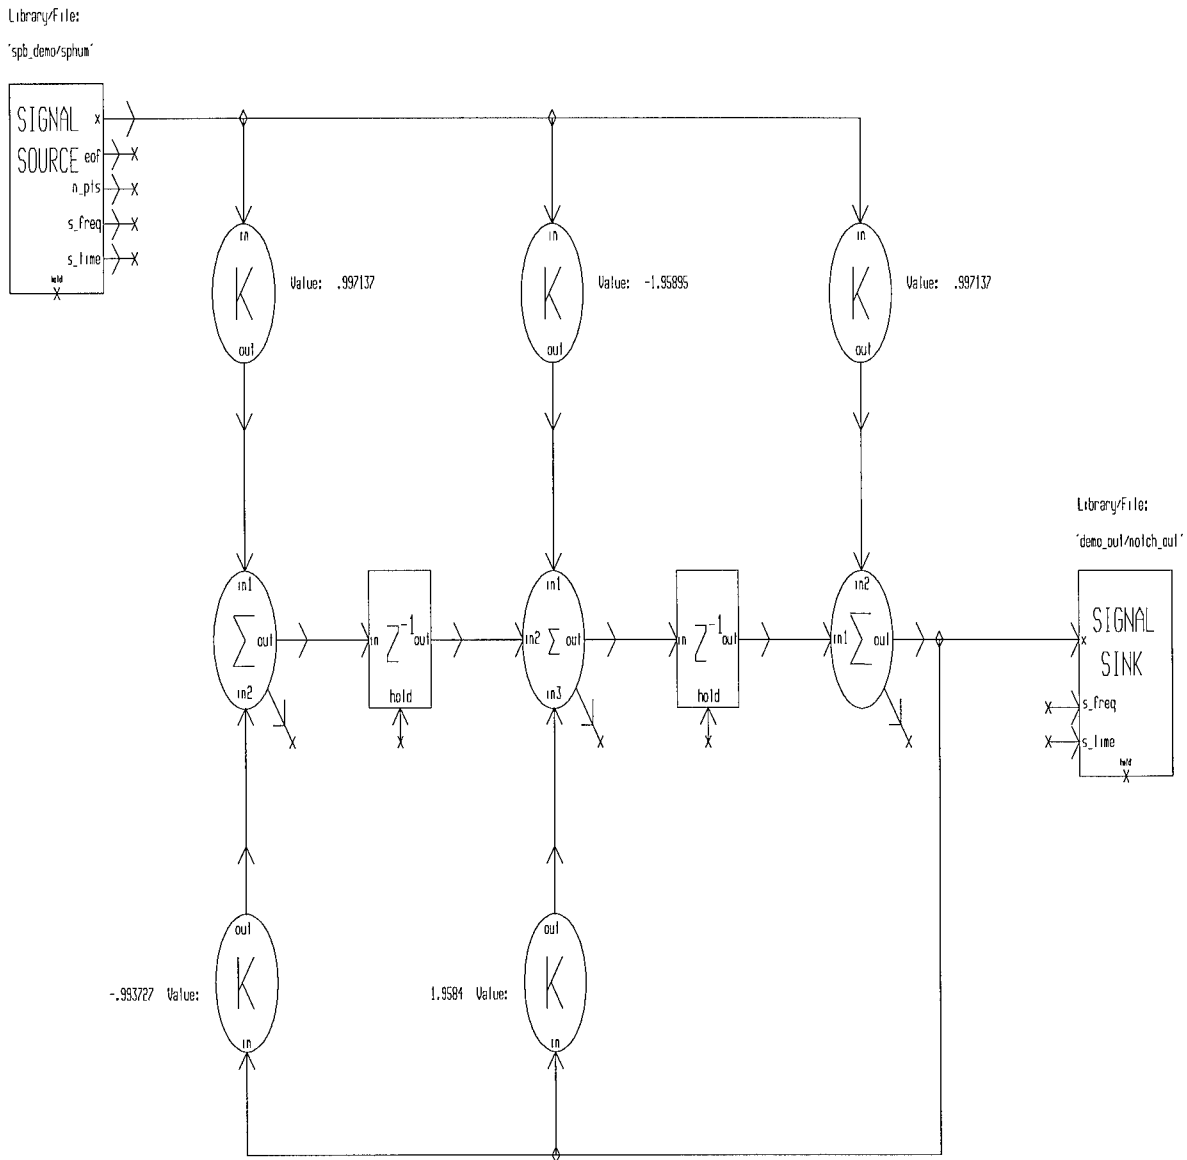 Library/File:
'spb_demo/sphum'
SIGNAL
SOURCE
x
eof
n_pts
s_freq
s_time
hold
in
K
out
Value: .997137
in
K
out
Value: -1.95895
in
K
out
Value: .997137
Library/File:
'demo_out/notch_out'
in1
Σ out
in2
in Z⁻¹ out
hold
in1
in2 Σ out
in3
in Z⁻¹ out
hold
in2
in1 Σ out
x
SIGNAL
SINK
s_freq
s_time
hold
out
K
in
-.993727 Value:
out
K
in
1.9584 Value: